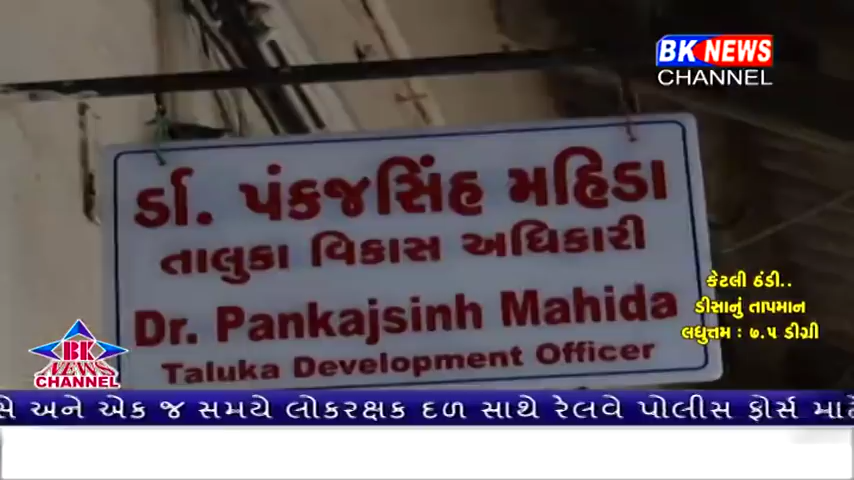 BK NEWS
CHANNEL
ર્ડા. પંકજસિંહ મહિડા
તાલુકા વિકાસ અધિકારી
Dr. Pankajsinh Mahida
Taluka Development Officer
કેટલી ઠંડી..
ડીસાનું તાપમાન
લઘુત્તમ : ૭.૫ ડીગ્રી
BK
NEWS
CHANNEL
અને એક જ સમયે લોકરક્ષક દળ સાથે રેલવે પોલીસ ફોર્સ